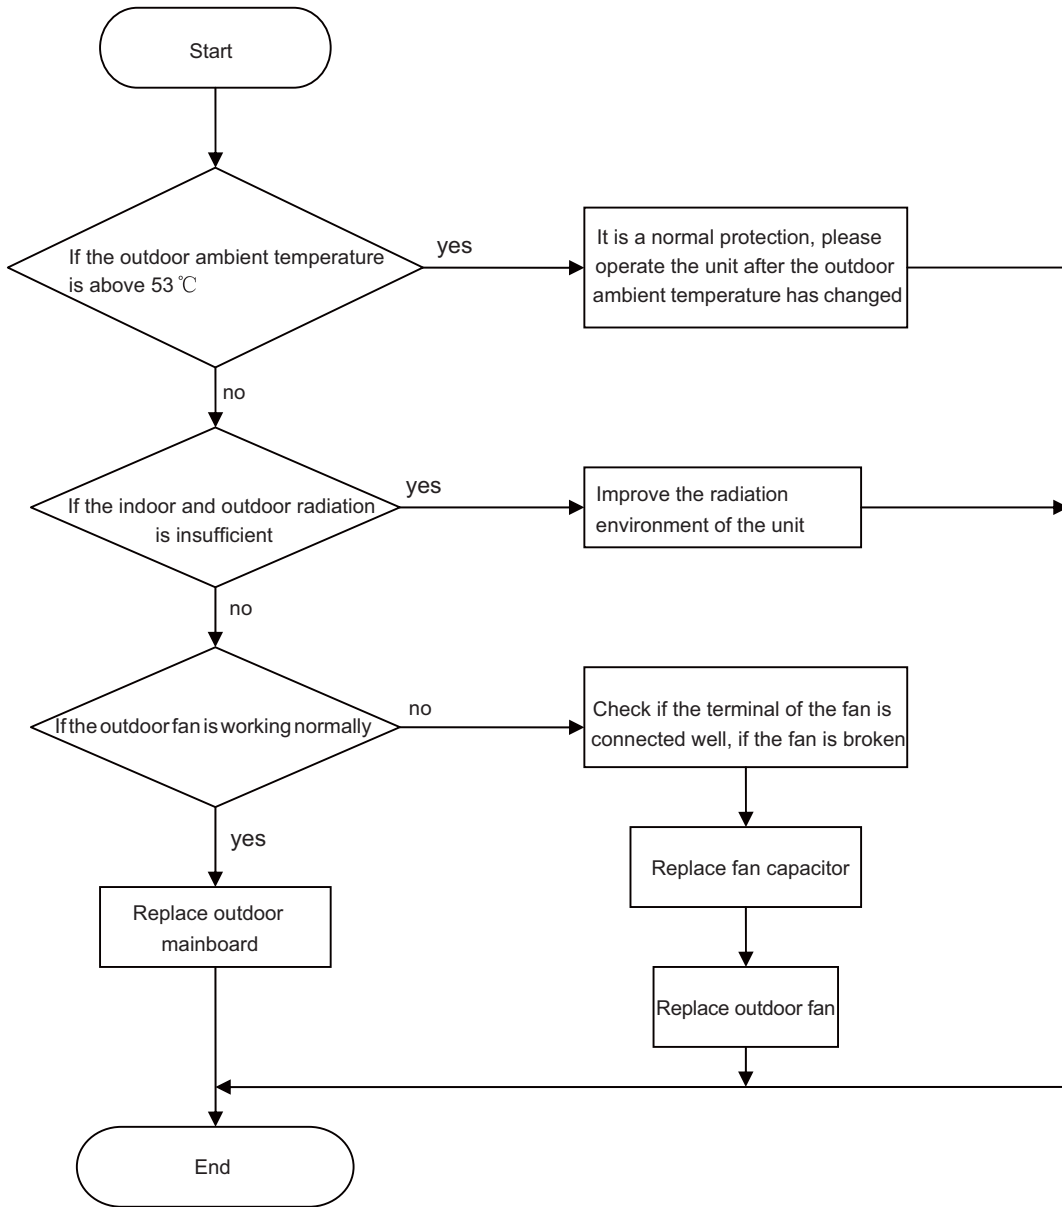 Start
If the outdoor ambient temperature
is above 53℃
yes
It is a normal protection, please
operate the unit after the outdoor
ambient temperature has changed
no
If the indoor and outdoor radiation
is insufficient
yes
Improve the radiation
environment of the unit
no
If the outdoor fan is working normally
no
Check if the terminal of the fan is
connected well, if the fan is broken
yes
Replace fan capacitor
Replace outdoor
mainboard
Replace outdoor fan
End